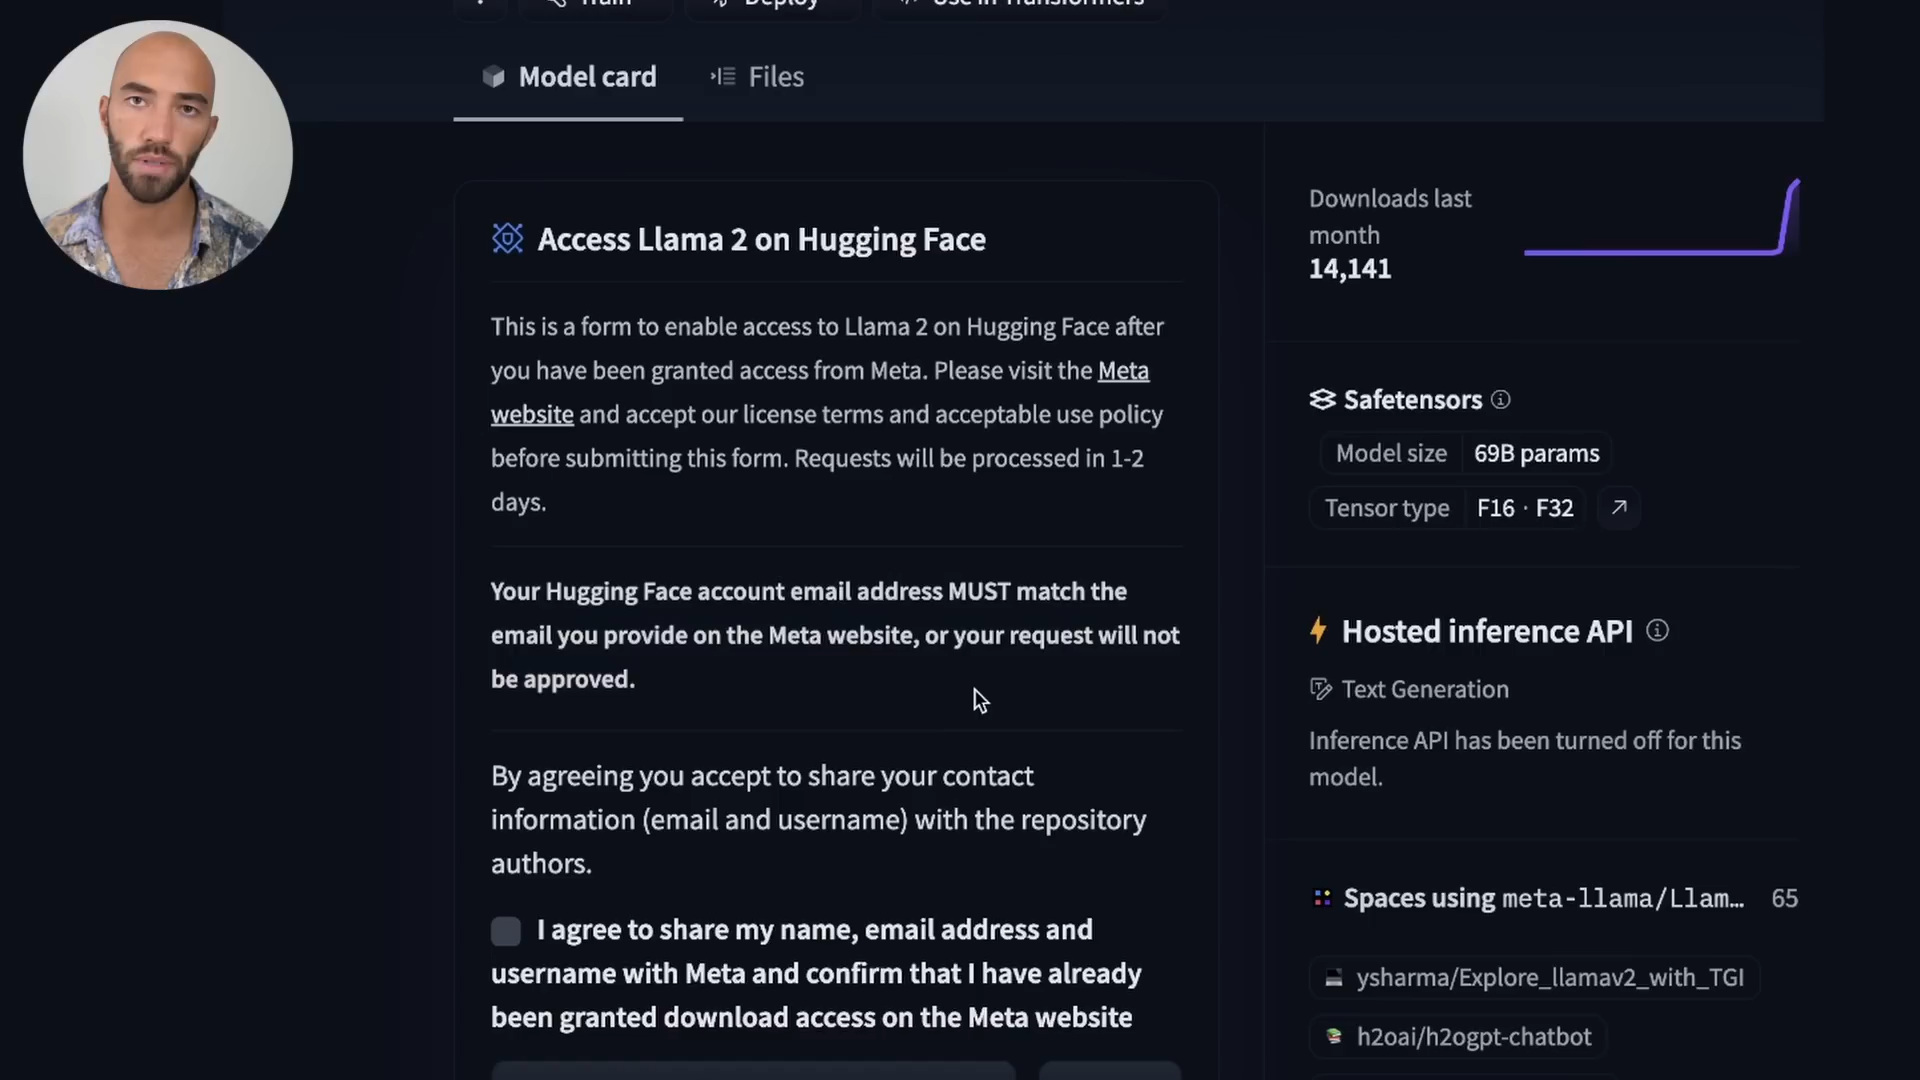 Train
Deploy
Use in Transformers
Model card
Files
Access Llama 2 on Hugging Face
This is a form to enable access to Llama 2 on Hugging Face after
you have been granted access from Meta. Please visit the Meta
website and accept our license terms and acceptable use policy
before submitting this form. Requests will be processed in 1-2
days.
Your Hugging Face account email address MUST match the
email you provide on the Meta website, or your request will not
be approved.
By agreeing you accept to share your contact
information (email and username) with the repository
authors.
I agree to share my name, email address and
username with Meta and confirm that I have already
been granted download access on the Meta website
Downloads last
month
14,141
Safetensors
Model size 69B params
Tensor type F16 · F32
Hosted inference API
Text Generation
Inference API has been turned off for this
model.
Spaces using meta-llama/Llam… 65
ysharma/Explore_llamav2_with_TGI
h2oai/h2ogpt-chatbot